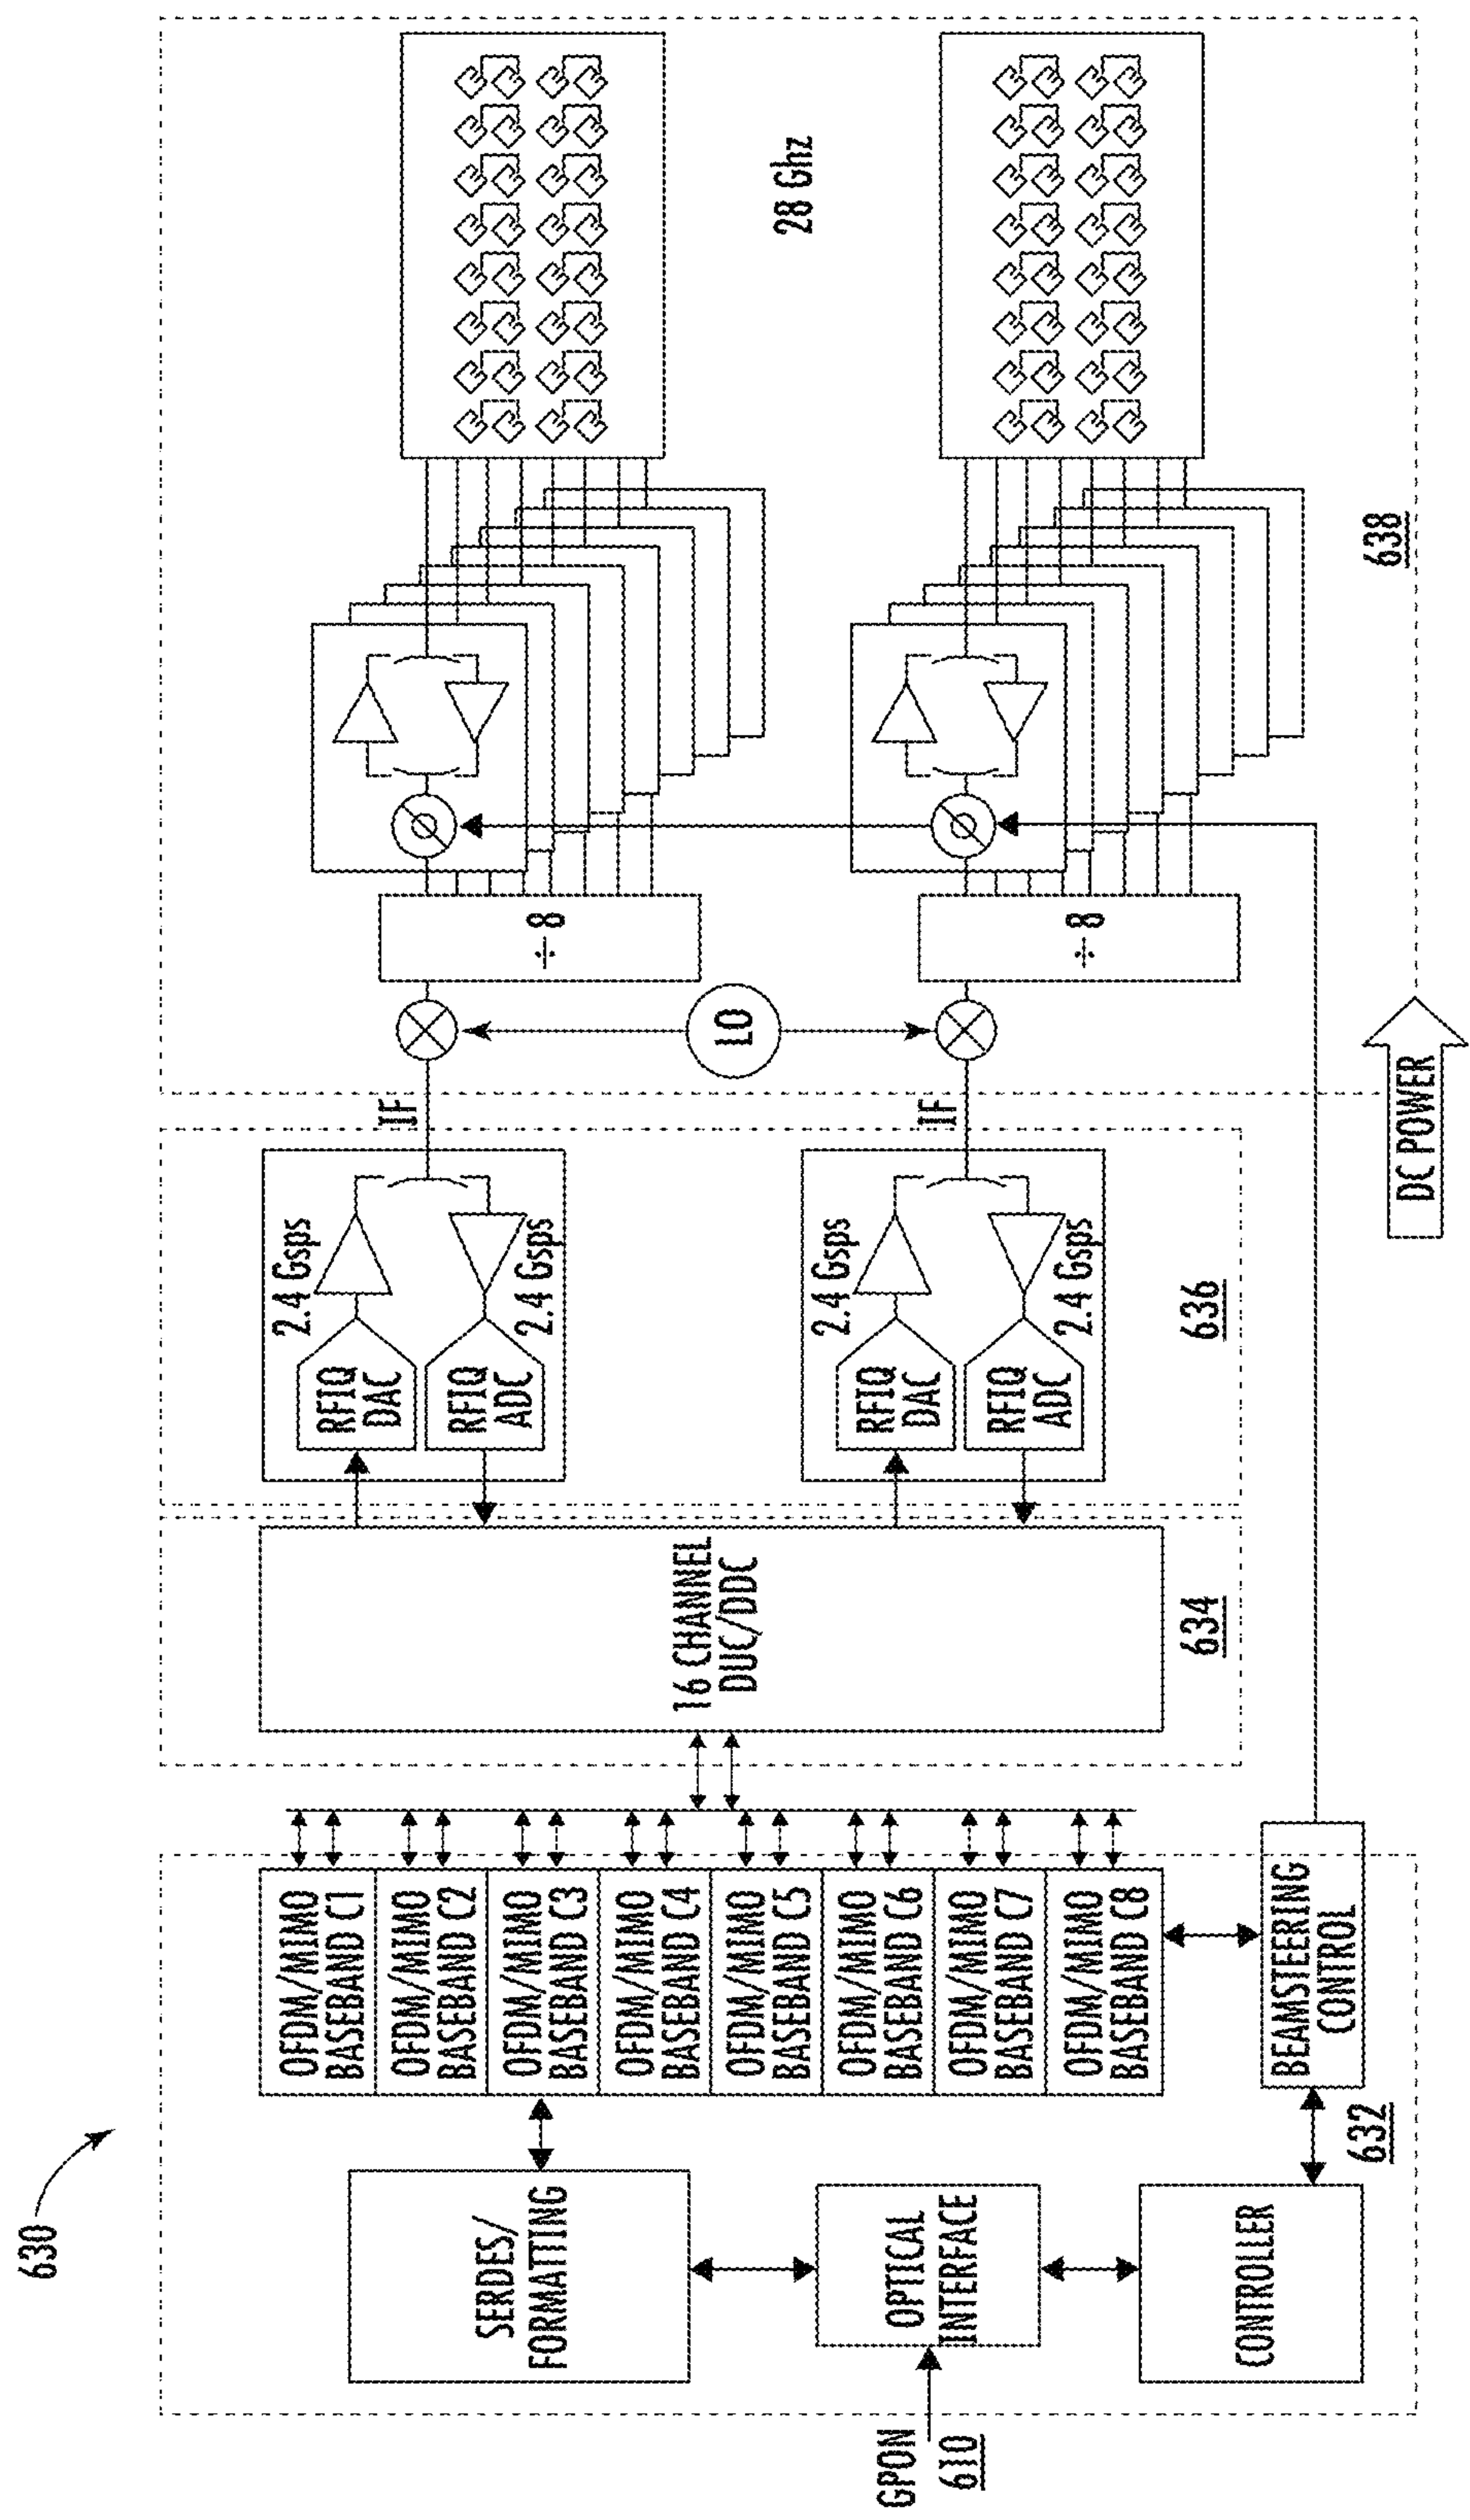 630
GPON
610
SERDES/
FORMATTING
OPTICAL
INTERFACE
CONTROLLER
632
OFDM/MIMO
BASEBAND C1
OFDM/MIMO
BASEBAND C2
OFDM/MIMO
BASEBAND C3
OFDM/MIMO
BASEBAND C4
OFDM/MIMO
BASEBAND C5
OFDM/MIMO
BASEBAND C6
OFDM/MIMO
BASEBAND C7
OFDM/MIMO
BASEBAND C8
BEAMSTEERING
CONTROL
16 CHANNEL
DUC/DDC
634
2.4 Gsps
RFIQ
DAC
RFIQ
ADC
2.4 Gsps
2.4 Gsps
RFIQ
DAC
RFIQ
ADC
2.4 Gsps
636
IF
IF
DC POWER
LO
÷ 8
÷ 8
28 Ghz
638